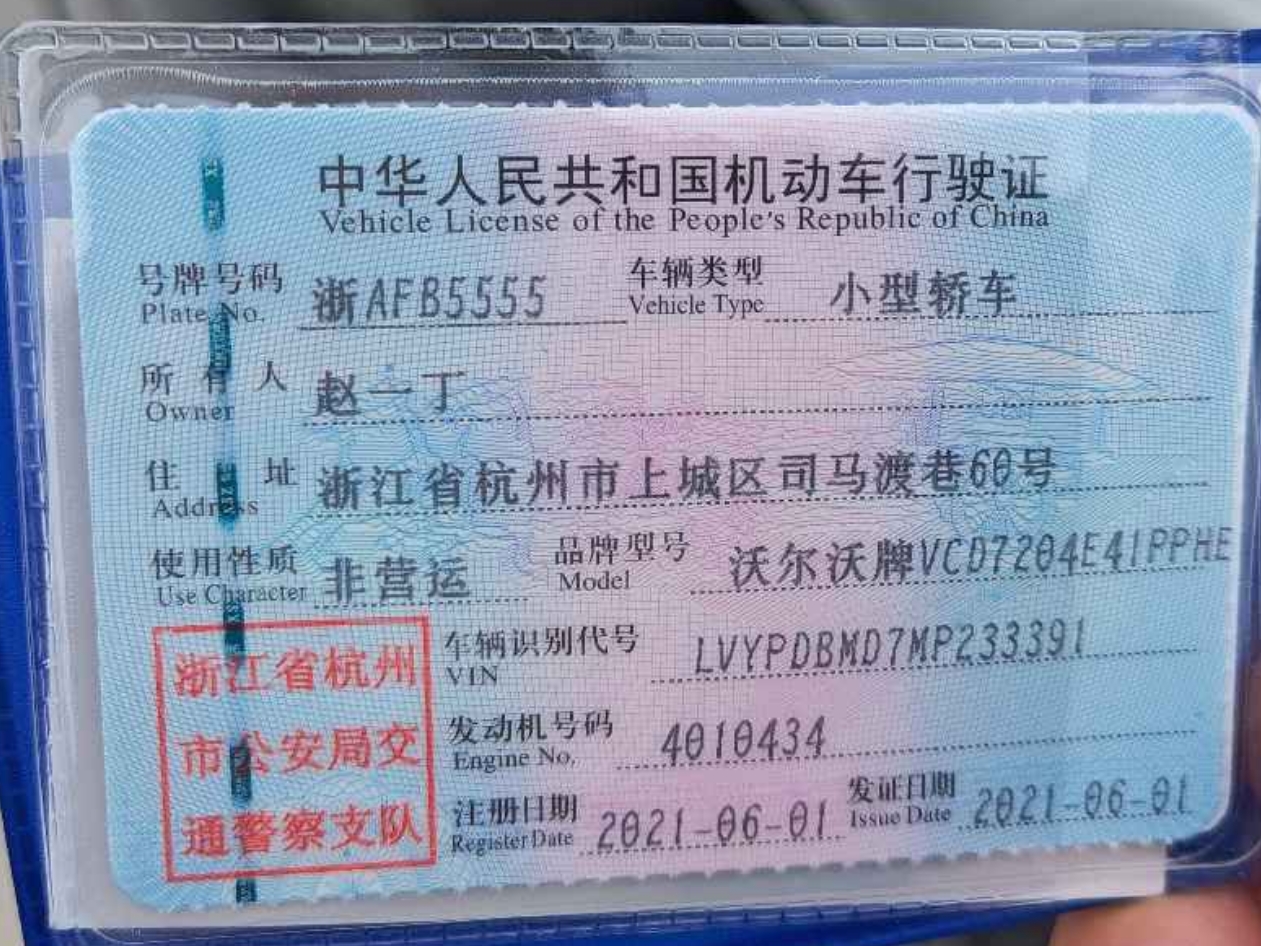 中华人民共和国机动车行驶证
Vehicle License of the People's Republic of China
号牌号码 浙AFB5555 车辆类型 小型轿车
Plate No. Vehicle Type
所有人 赵一丁
Owner
住址 浙江省杭州市上城区司马渡巷60号
Address
使用性质 非营运 品牌型号 沃尔沃牌VCD7204E41PPHE
Use Character Model
浙江省杭州
市公安局交
通警察支队
车辆识别代号 LVYPDBMD7MP233391
VIN
发动机号码 4010434
Engine No.
注册日期 2021-06-01 发证日期 2021-06-01
Register Date Issue Date